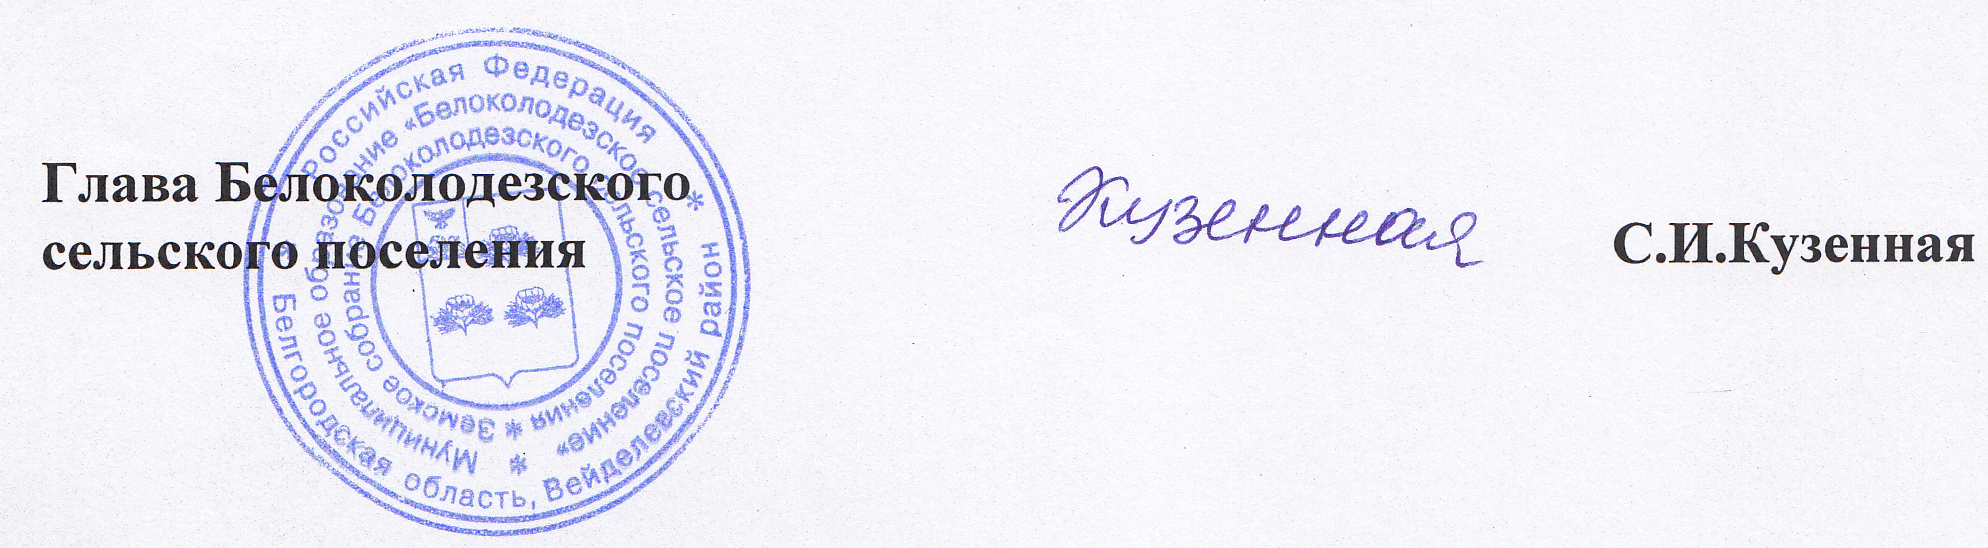 Глава Белоколодезского
сельского поселения
Кузенная
С.И.Кузенная
Российская Федерация
* Белгородская область, Вейделевский район *
Муниципальное образование «Белоколодезское сельское поселение» *
Земское собрание Белоколодезского сельского поселения *